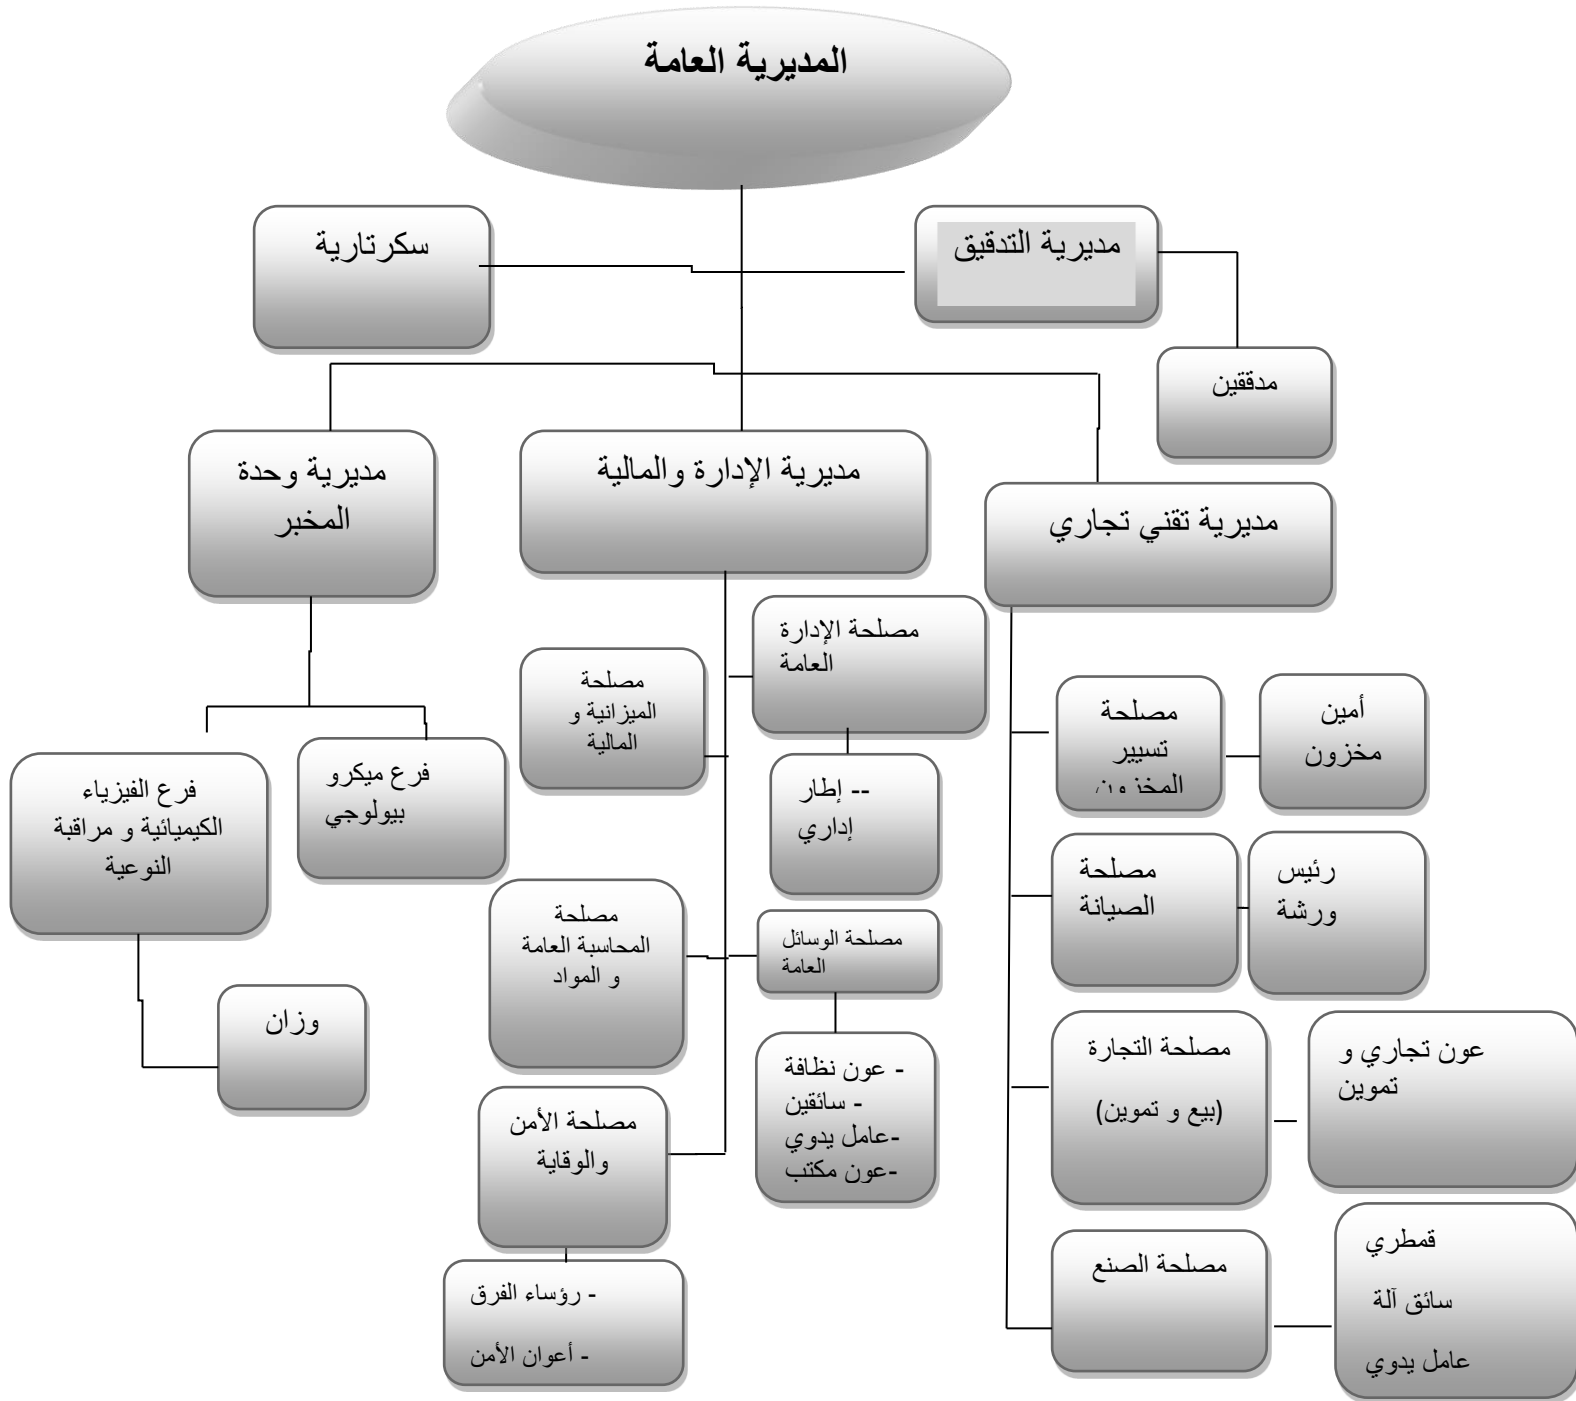 المديرية العامة
مديرية التدقيق
سكرتارية
مدققين
مديرية تقني تجاري
مديرية الإدارة والمالية
مديرية وحدة
المخبر
مصلحة
تسيير
المخزون
أمين
مخزون
مصلحة
الصيانة
رئيس
ورشة
مصلحة التجارة
(بيع و تموين)
عون تجاري و
تموين
مصلحة الصنع
قمطري
سائق آلة
عامل يدوي
مصلحة الإدارة
العامة
-- إطار
إداري
مصلحة
الميزانية و
المالية
مصلحة الوسائل
العامة
- عون نظافة
- سائقين
-عامل يدوي
-عون مكتب
مصلحة
المحاسبة العامة
و المواد
مصلحة الأمن
والوقاية
- رؤساء الفرق
- أعوان الأمن
فرع ميكرو
بيولوجي
فرع الفيزياء
الكيميائية و مراقبة
النوعية
وزان